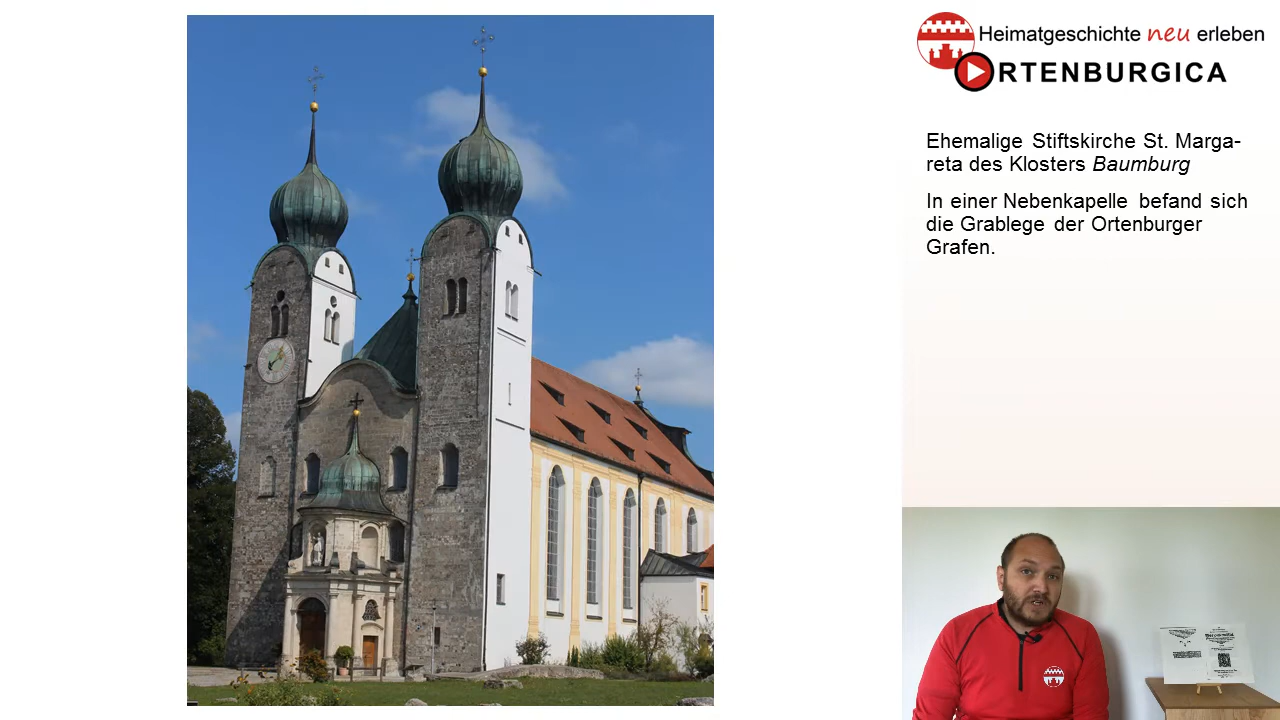 Heimatgeschichte neu erleben
ORTENBURGICA
Ehemalige Stiftskirche St. Marga-
reta des Klosters Baumburg
In einer Nebenkapelle befand sich
die Grablege der Ortenburger
Grafen.